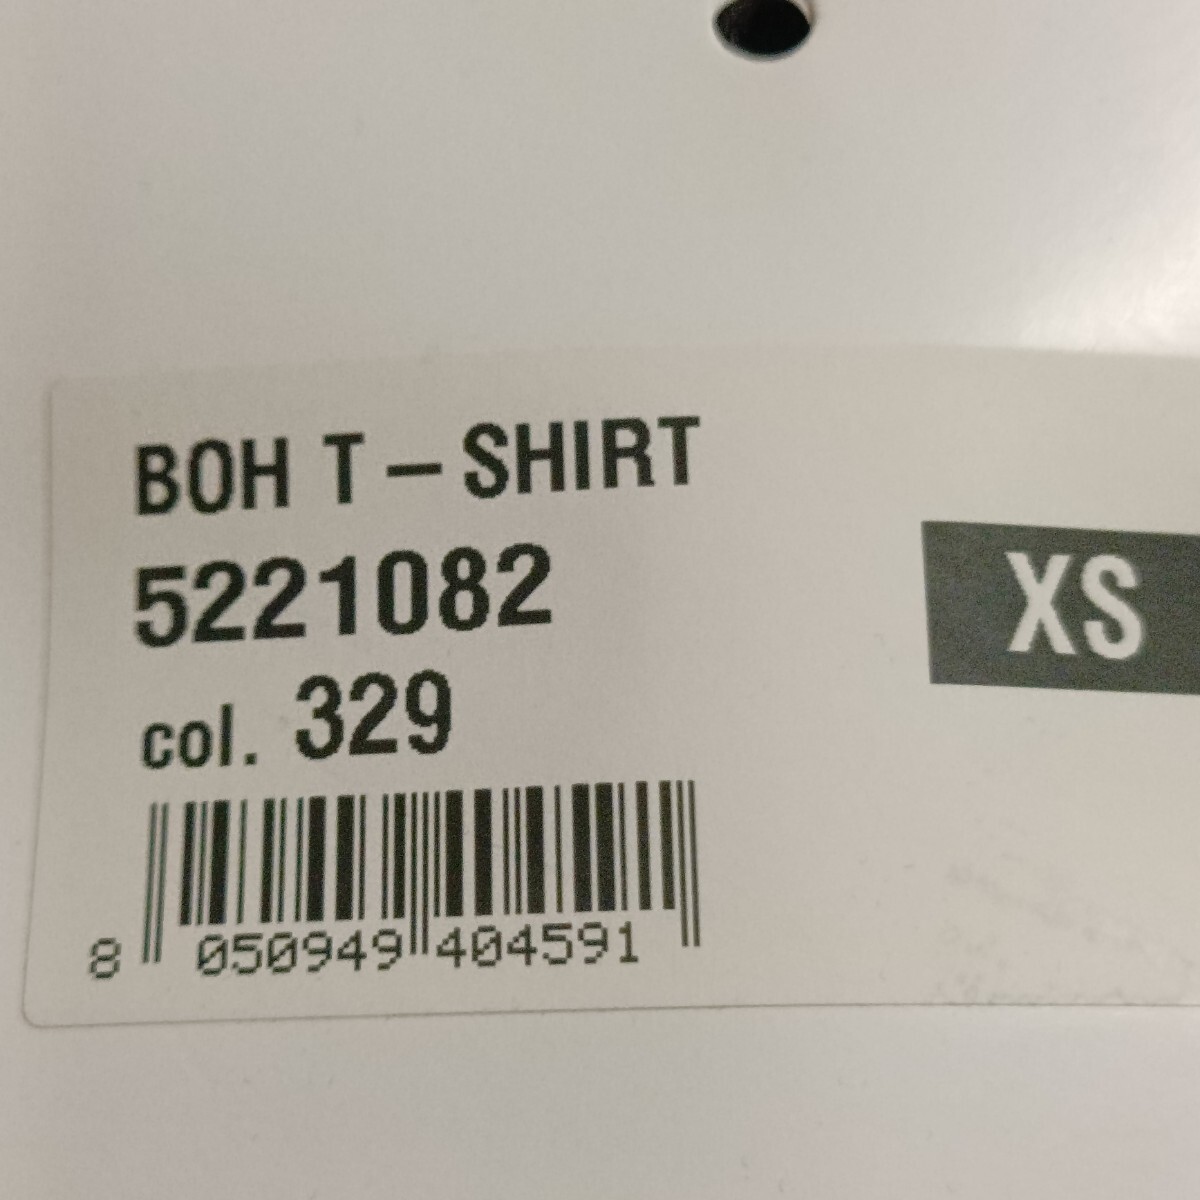 BOH T-SHIRT
5221082
XS
col. 329
8 050949 404591